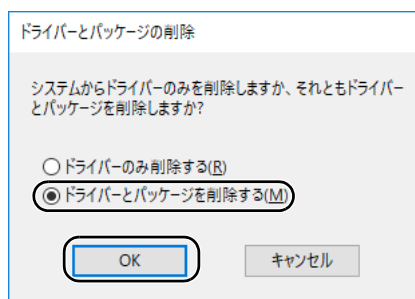 ドライバーとパッケージの削除
システムからドライバーのみを削除しますか、それともドライバー
とパッケージを削除しますか?
ドライバーのみ削除する(R)
ドライバーとパッケージを削除する(M)
OK キャンセル